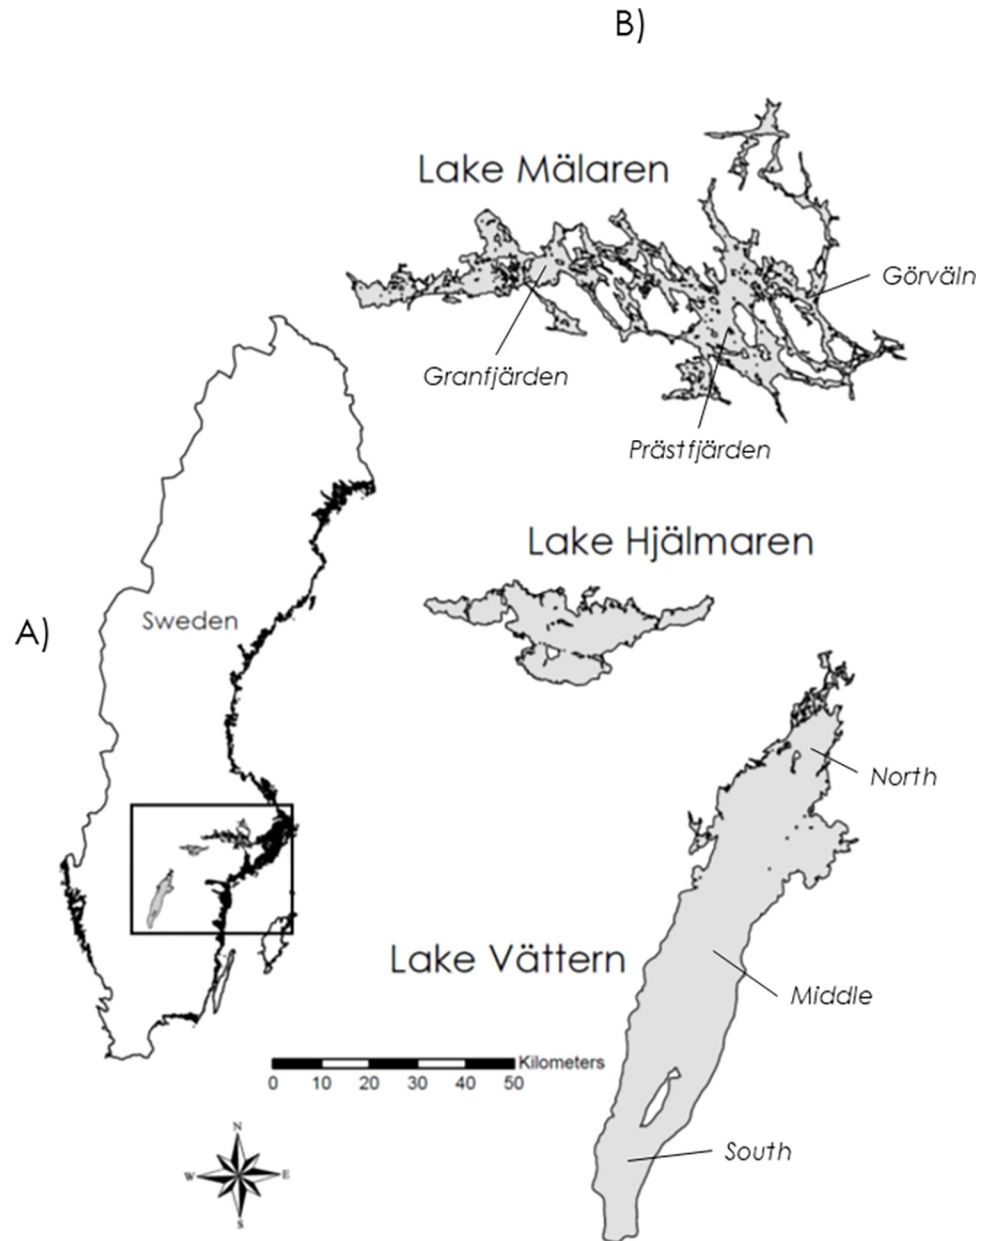 B)
Lake Mälaren
Görväln
Granfjärden
Prästfjärden
Lake Hjälmaren
A)
Sweden
North
Lake Vättern
Middle
Kilometers
0 10 20 30 40 50
South
N
W E
S